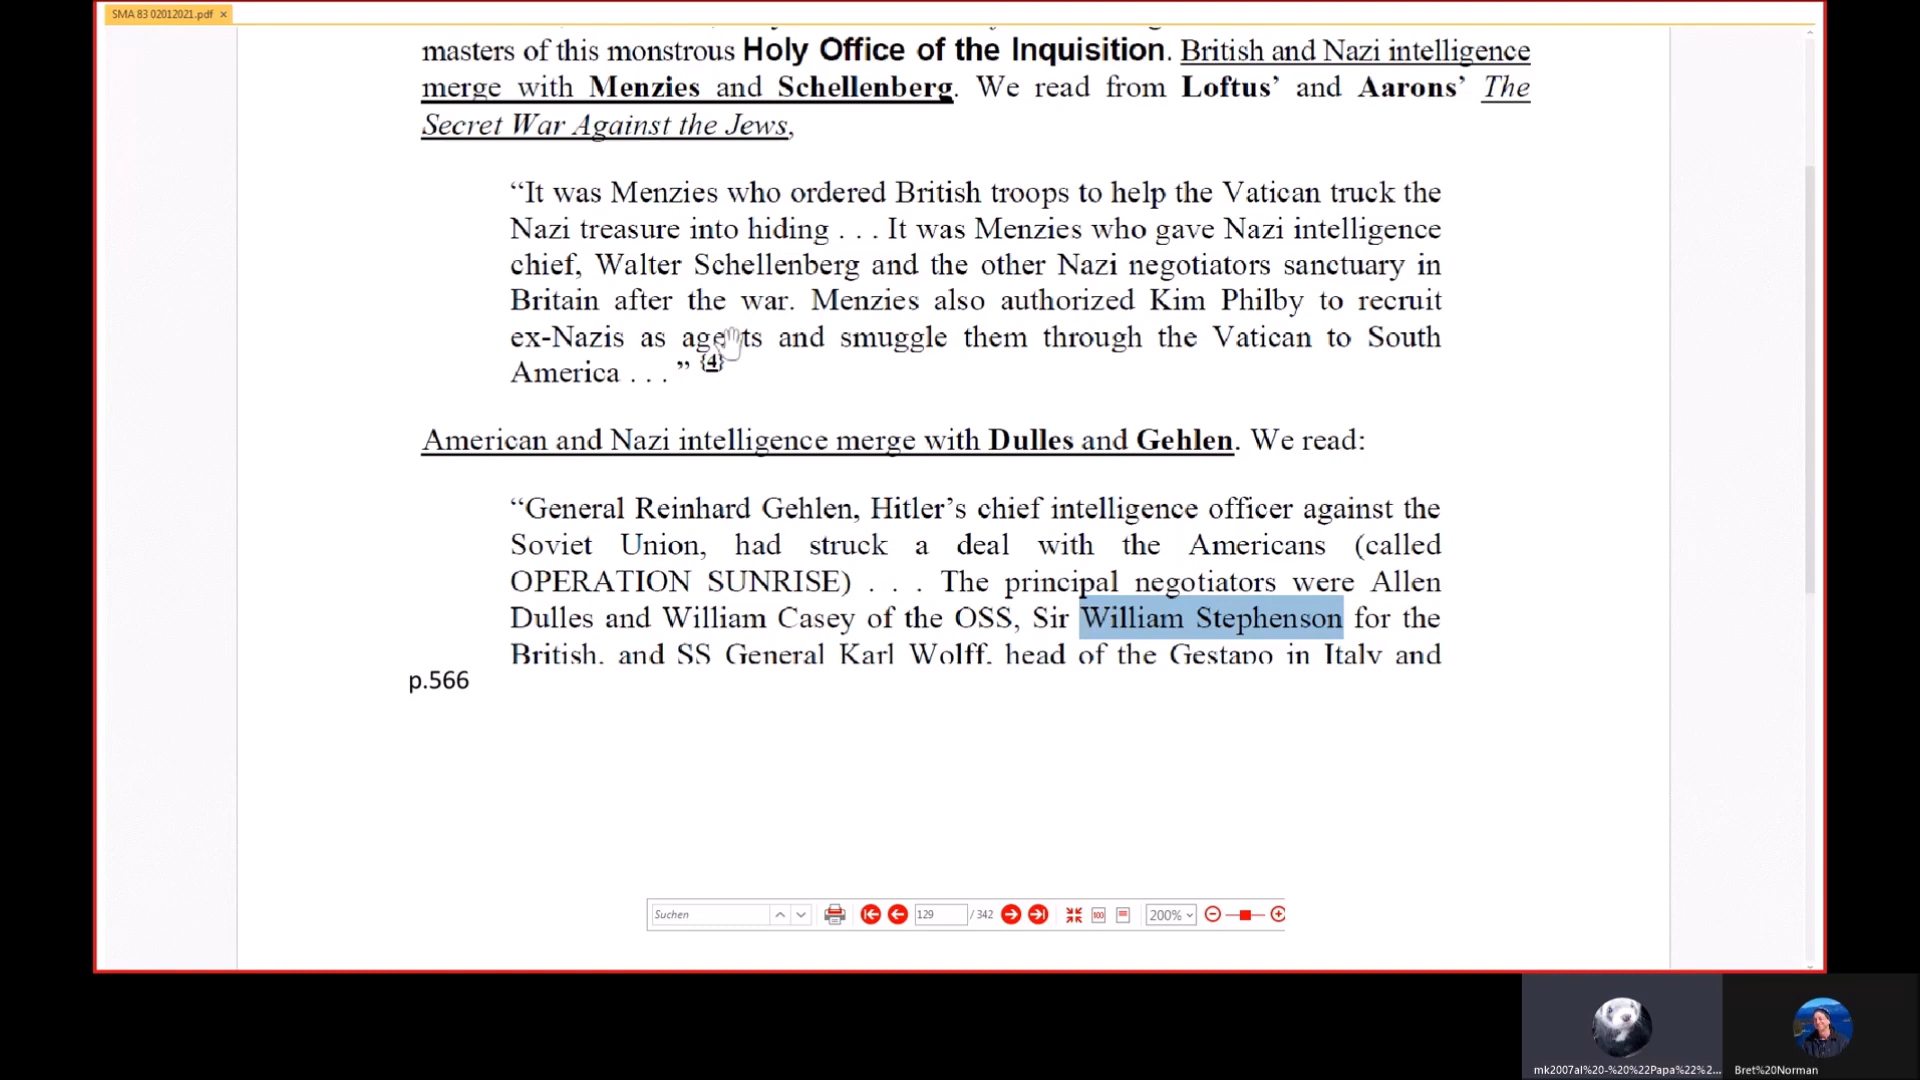 SMA 83 02012021.pdf ×
masters of this monstrous Holy Office of the Inquisition. British and Nazi intelligence
merge with Menzies and Schellenberg. We read from Loftus’ and Aarons’ The
Secret War Against the Jews,
“It was Menzies who ordered British troops to help the Vatican truck the
Nazi treasure into hiding . . . It was Menzies who gave Nazi intelligence
chief, Walter Schellenberg and the other Nazi negotiators sanctuary in
Britain after the war. Menzies also authorized Kim Philby to recruit
ex-Nazis as agents and smuggle them through the Vatican to South
America . . . ” {4}
American and Nazi intelligence merge with Dulles and Gehlen. We read:
“General Reinhard Gehlen, Hitler’s chief intelligence officer against the
Soviet Union, had struck a deal with the Americans (called
OPERATION SUNRISE) . . . The principal negotiators were Allen
Dulles and William Casey of the OSS, Sir William Stephenson for the
British, and SS General Karl Wolff, head of the Gestapo in Italy and
p.566
Suchen 129 / 342 100 200%
mk2007al%20-%20%22Papa%22%2... Bret%20Norman